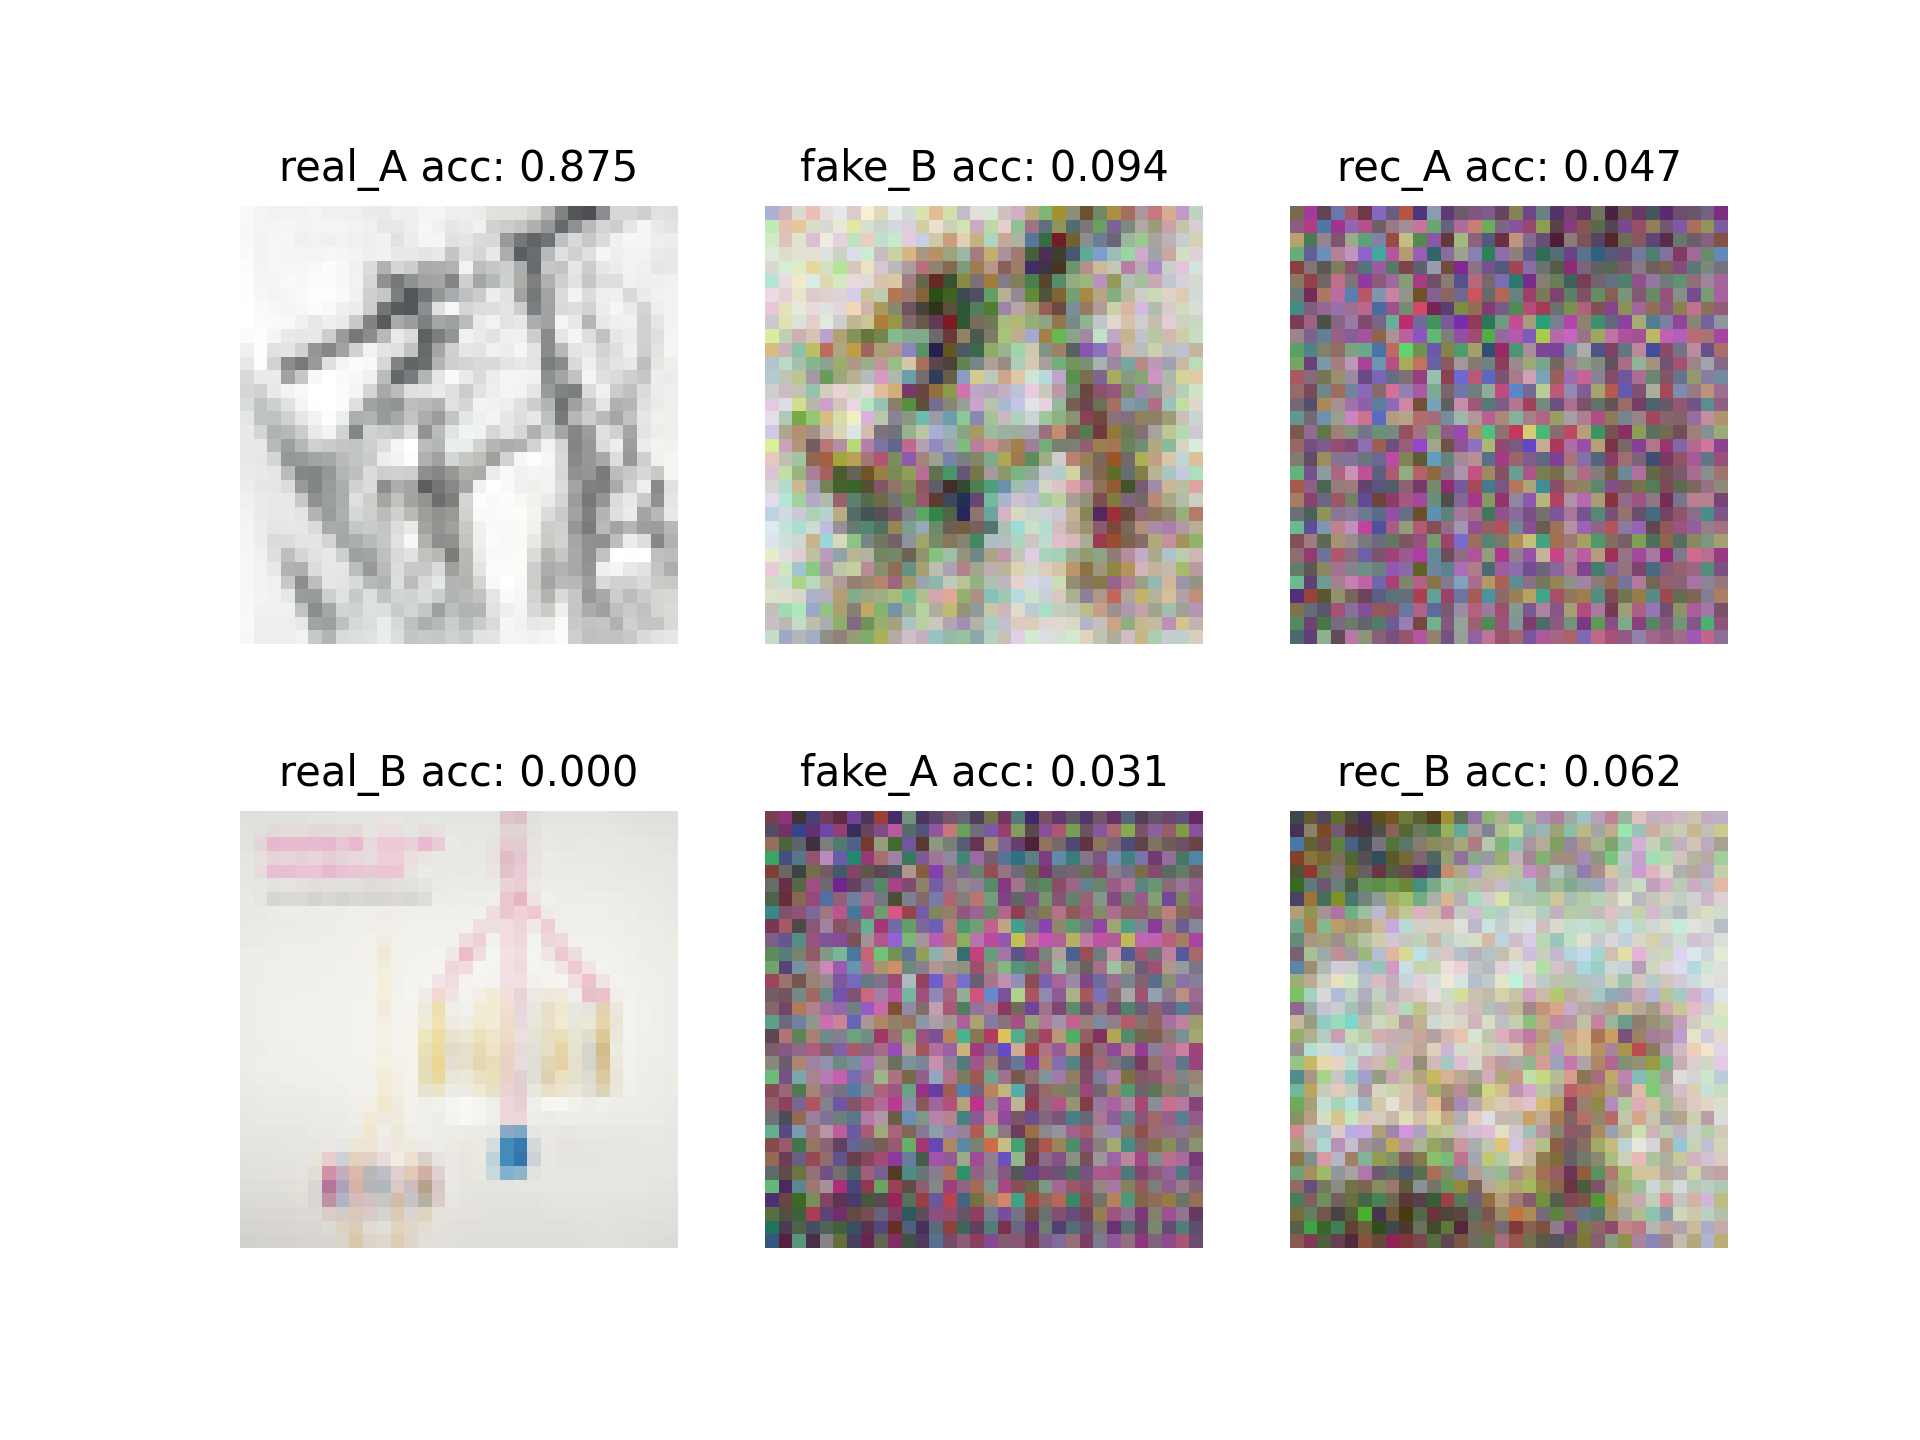 real_A acc: 0.875
fake_B acc: 0.094
rec_A acc: 0.047
real_B acc: 0.000
fake_A acc: 0.031
rec_B acc: 0.062